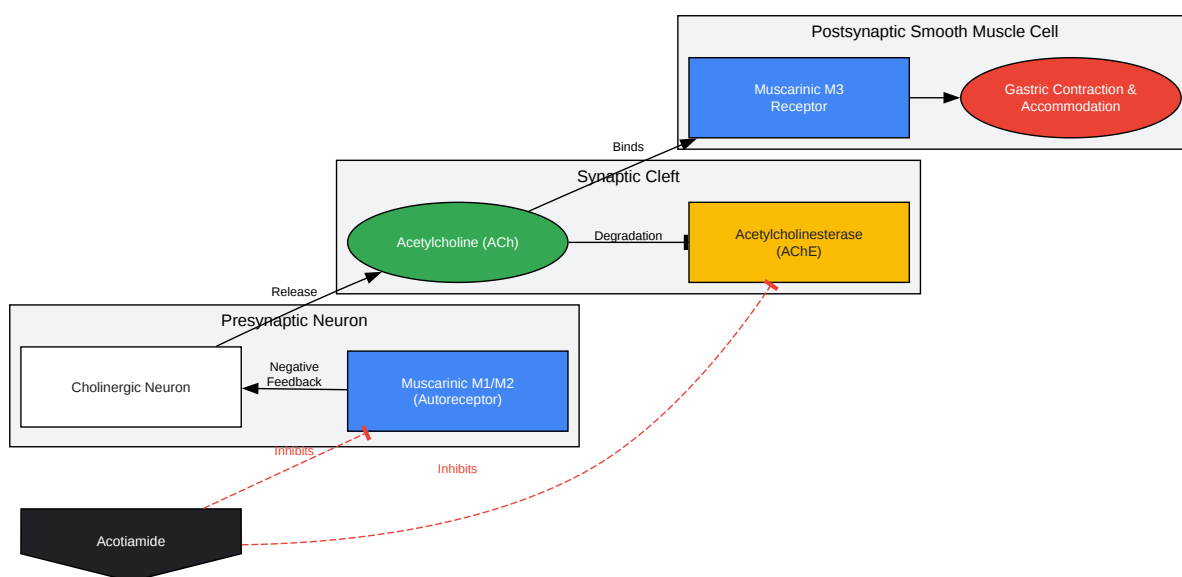 Postsynaptic Smooth Muscle Cell
Muscarinic M3
Receptor
Gastric Contraction &
Accommodation
Binds
Synaptic Cleft
Acetylcholine (ACh)
Degradation
Acetylcholinesterase
(AChE)
Release
Presynaptic Neuron
Cholinergic Neuron
Negative
Feedback
Muscarinic M1/M2
(Autoreceptor)
Inhibits
Inhibits
Acotiamide